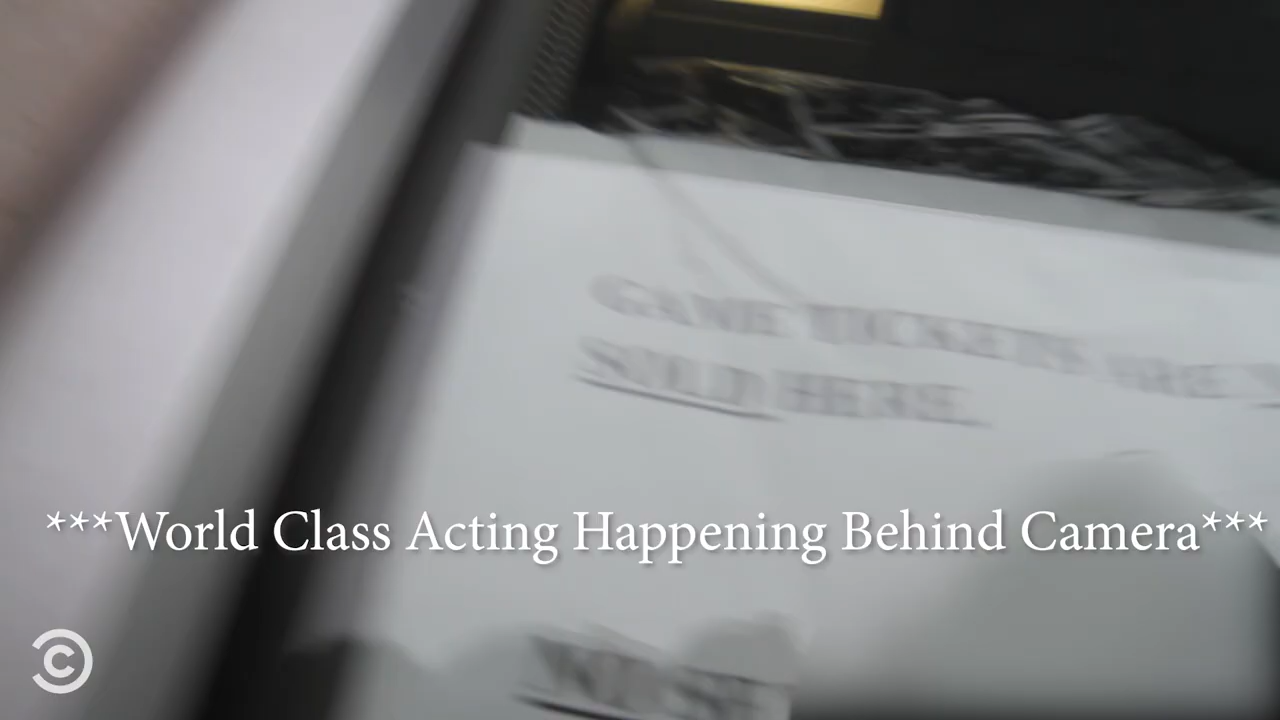 GAME TICKETS ARE
SOLD HERE.
***World Class Acting Happening Behind Camera***